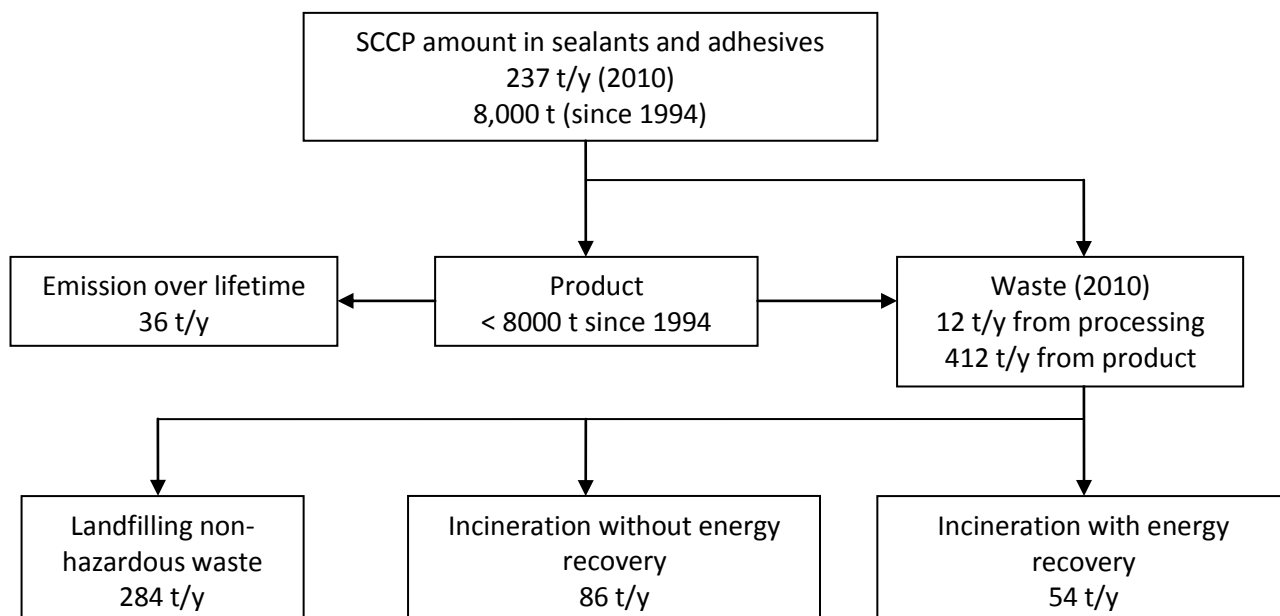 SCCP amount in sealants and adhesives
237 t/y (2010)
8,000 t (since 1994)
Emission over lifetime
36 t/y
Product
< 8000 t since 1994
Waste (2010)
12 t/y from processing
412 t/y from product
Landfilling non-
hazardous waste
284 t/y
Incineration without energy
recovery
86 t/y
Incineration with energy
recovery
54 t/y